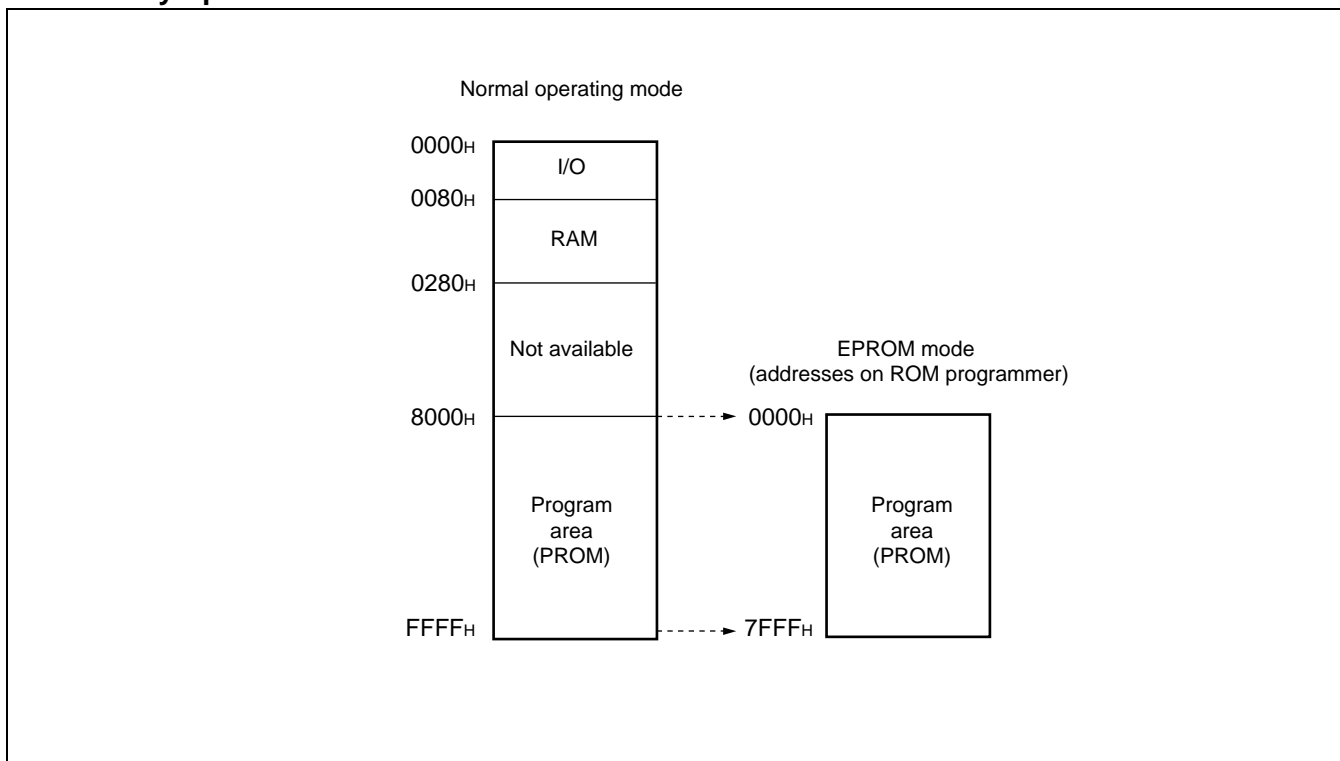 Normal operating mode
0000H
I/O
0080H
RAM
0280H
Not available
EPROM mode
(addresses on ROM programmer)
8000H
0000H
Program
area
(PROM)
Program
area
(PROM)
FFFFH
7FFFH